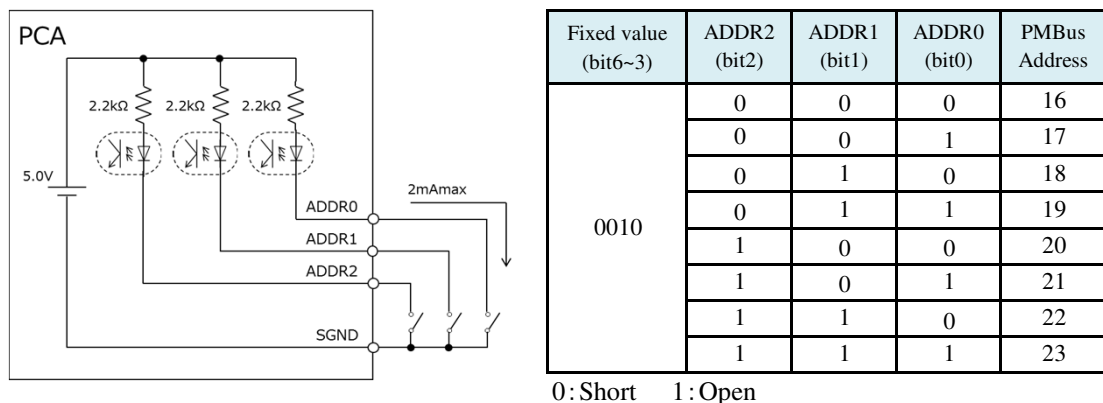 PCA
2.2kΩ 2.2kΩ 2.2kΩ
5.0V
2mAmax
ADDR0
ADDR1
ADDR2
SGND
Fixed value (bit6~3) ADDR2 (bit2) ADDR1 (bit1) ADDR0 (bit0) PMBus Address
0 0 0 16
0 0 1 17
0 1 0 18
0 1 1 19
0010
1 0 0 20
1 0 1 21
1 1 0 22
1 1 1 23
0:Short 1:Open